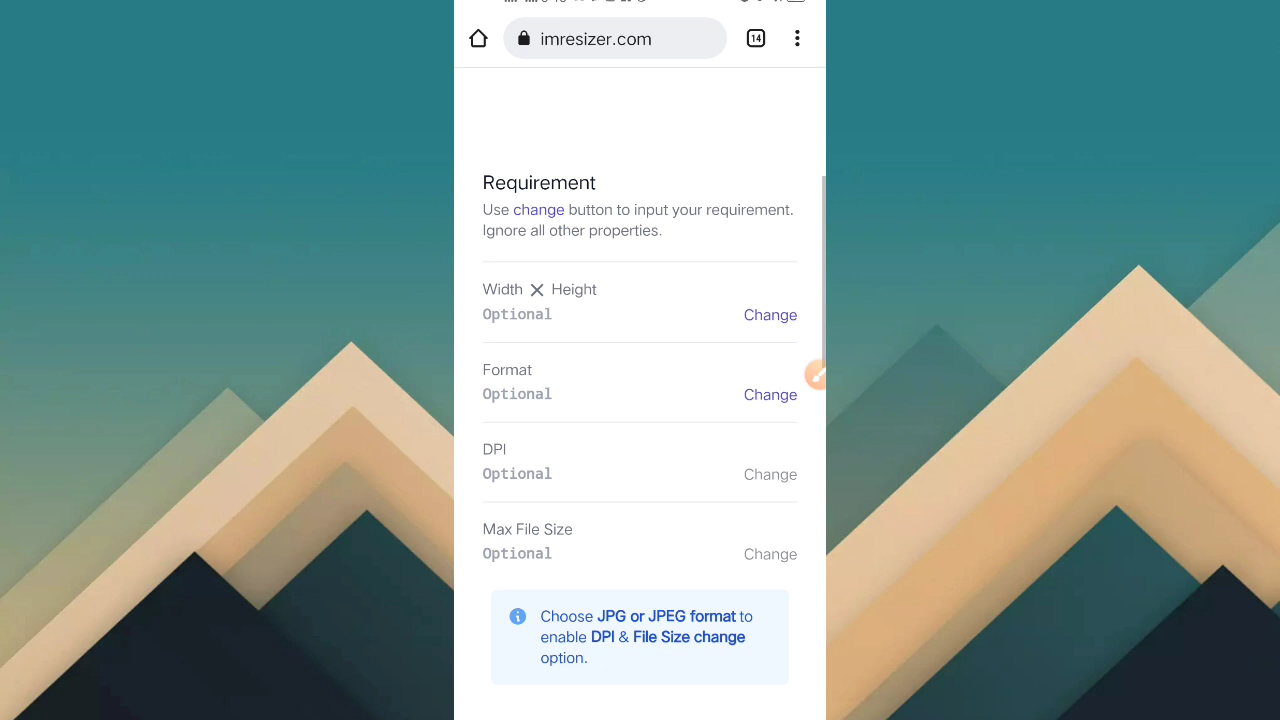 imresizer.com
14
Requirement
Use change button to input your requirement.
Ignore all other properties.
Width × Height
Optional
Change
Format
Optional
Change
DPI
Optional
Change
Max File Size
Optional
Change
Choose JPG or JPEG format to
enable DPI & File Size change
option.